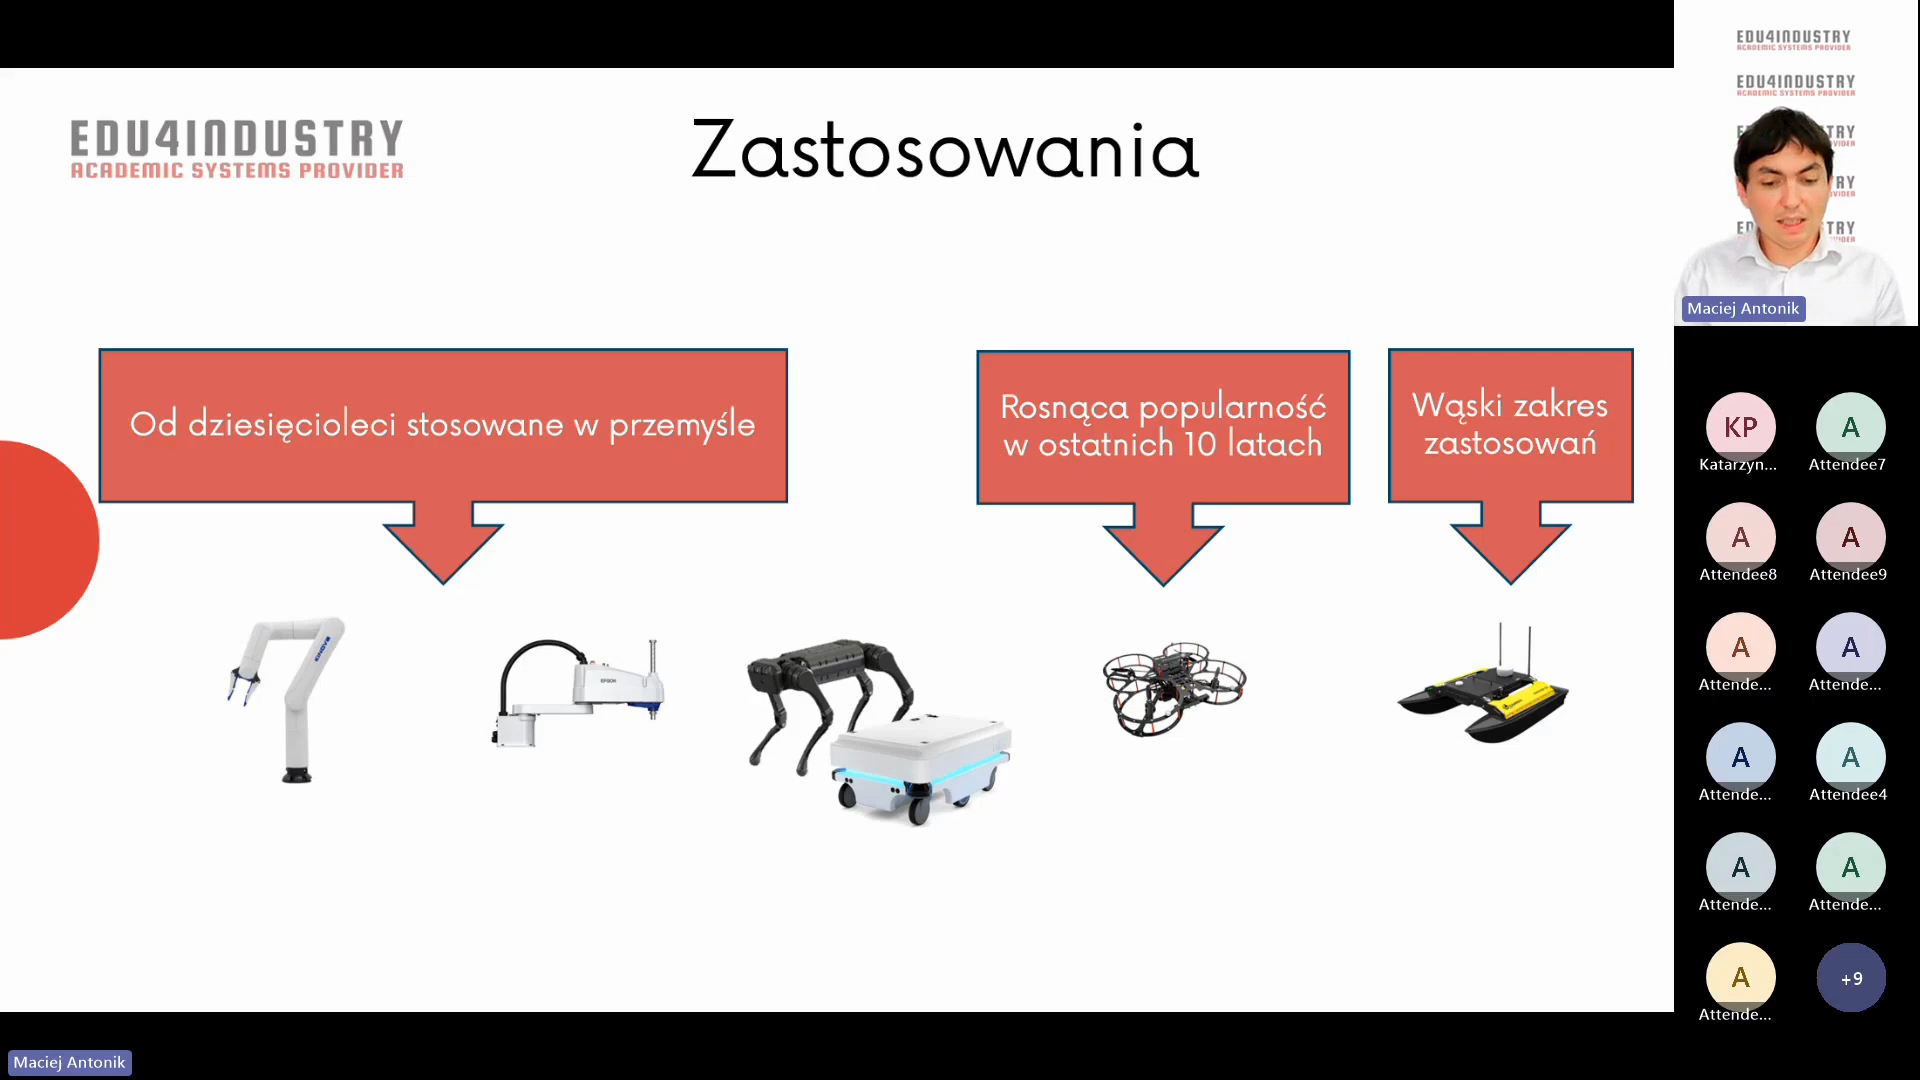 EDU4INDUSTRY
ACADEMIC SYSTEMS PROVIDER
Zastosowania
Od dziesięcioleci stosowane w przemyśle
Rosnąca popularność
w ostatnich 10 latach
Wąski zakres
zastosowań
KINOVA
EPSON
EDU4INDUSTRY
ACADEMIC SYSTEMS PROVIDER
EDU4INDUSTRY
ACADEMIC SYSTEMS PROVIDER
Maciej Antonik
KP
Katarzyn...
A
Attendee7
A
Attendee8
A
Attendee9
A
Attende...
A
Attende...
A
Attende...
A
Attendee4
A
Attende...
A
Attende...
A
Attende...
+9
Maciej Antonik